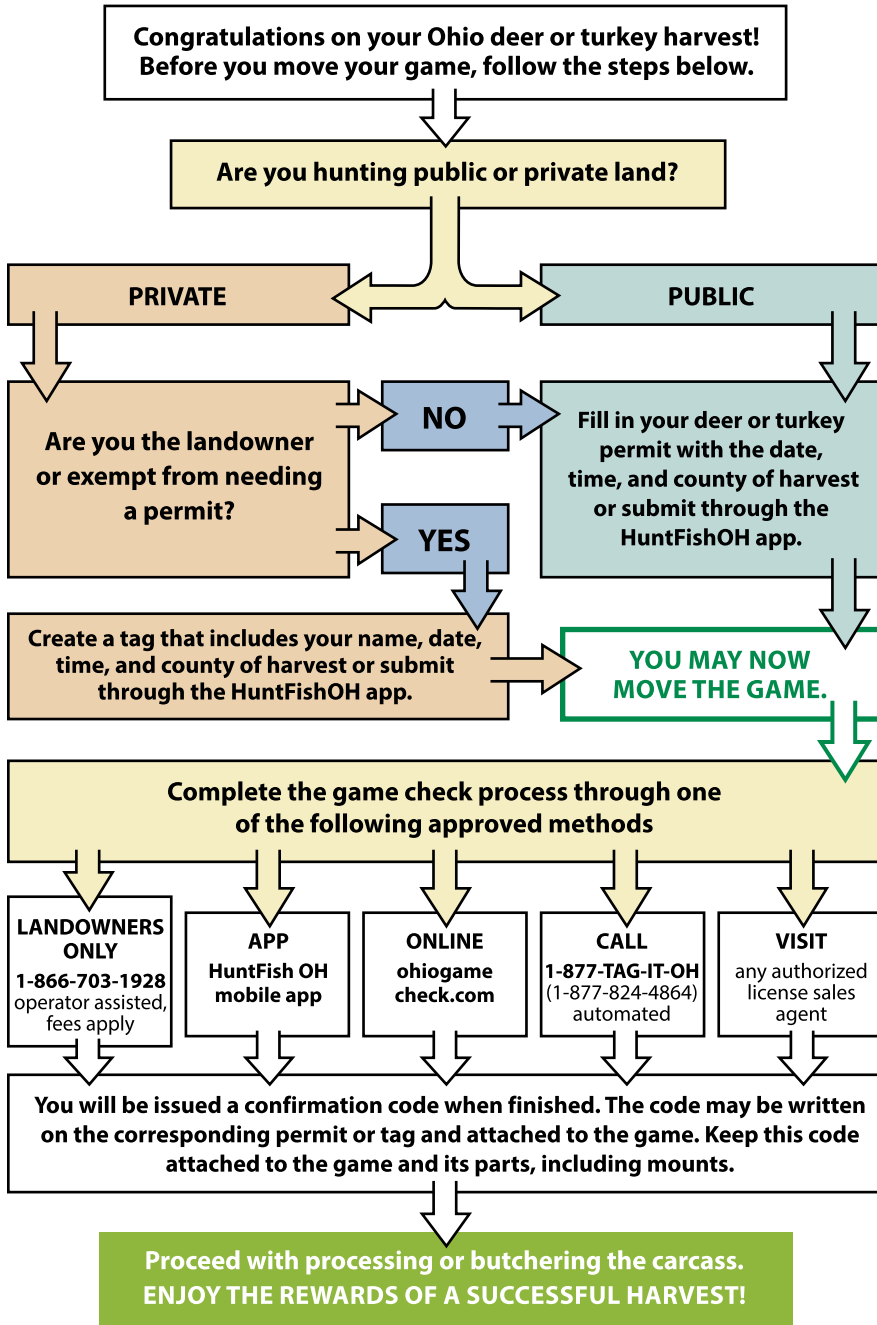 Congratulations on your Ohio deer or turkey harvest!
Before you move your game, follow the steps below.
Are you hunting public or private land?
PRIVATE
PUBLIC
Are you the landowner
or exempt from needing
a permit?
NO
YES
Fill in your deer or turkey
permit with the date,
time, and county of harvest
or submit through the
HuntFishOH app.
Create a tag that includes your name, date,
time, and county of harvest or submit
through the HuntFishOH app.
YOU MAY NOW
MOVE THE GAME.
Complete the game check process through one
of the following approved methods
LANDOWNERS
ONLY
1-866-703-1928
operator assisted,
fees apply
APP
HuntFish OH
mobile app
ONLINE
ohiogame
check.com
CALL
1-877-TAG-IT-OH
(1-877-824-4864)
automated
VISIT
any authorized
license sales
agent
You will be issued a confirmation code when finished. The code may be written
on the corresponding permit or tag and attached to the game. Keep this code
attached to the game and its parts, including mounts.
Proceed with processing or butchering the carcass.
ENJOY THE REWARDS OF A SUCCESSFUL HARVEST!